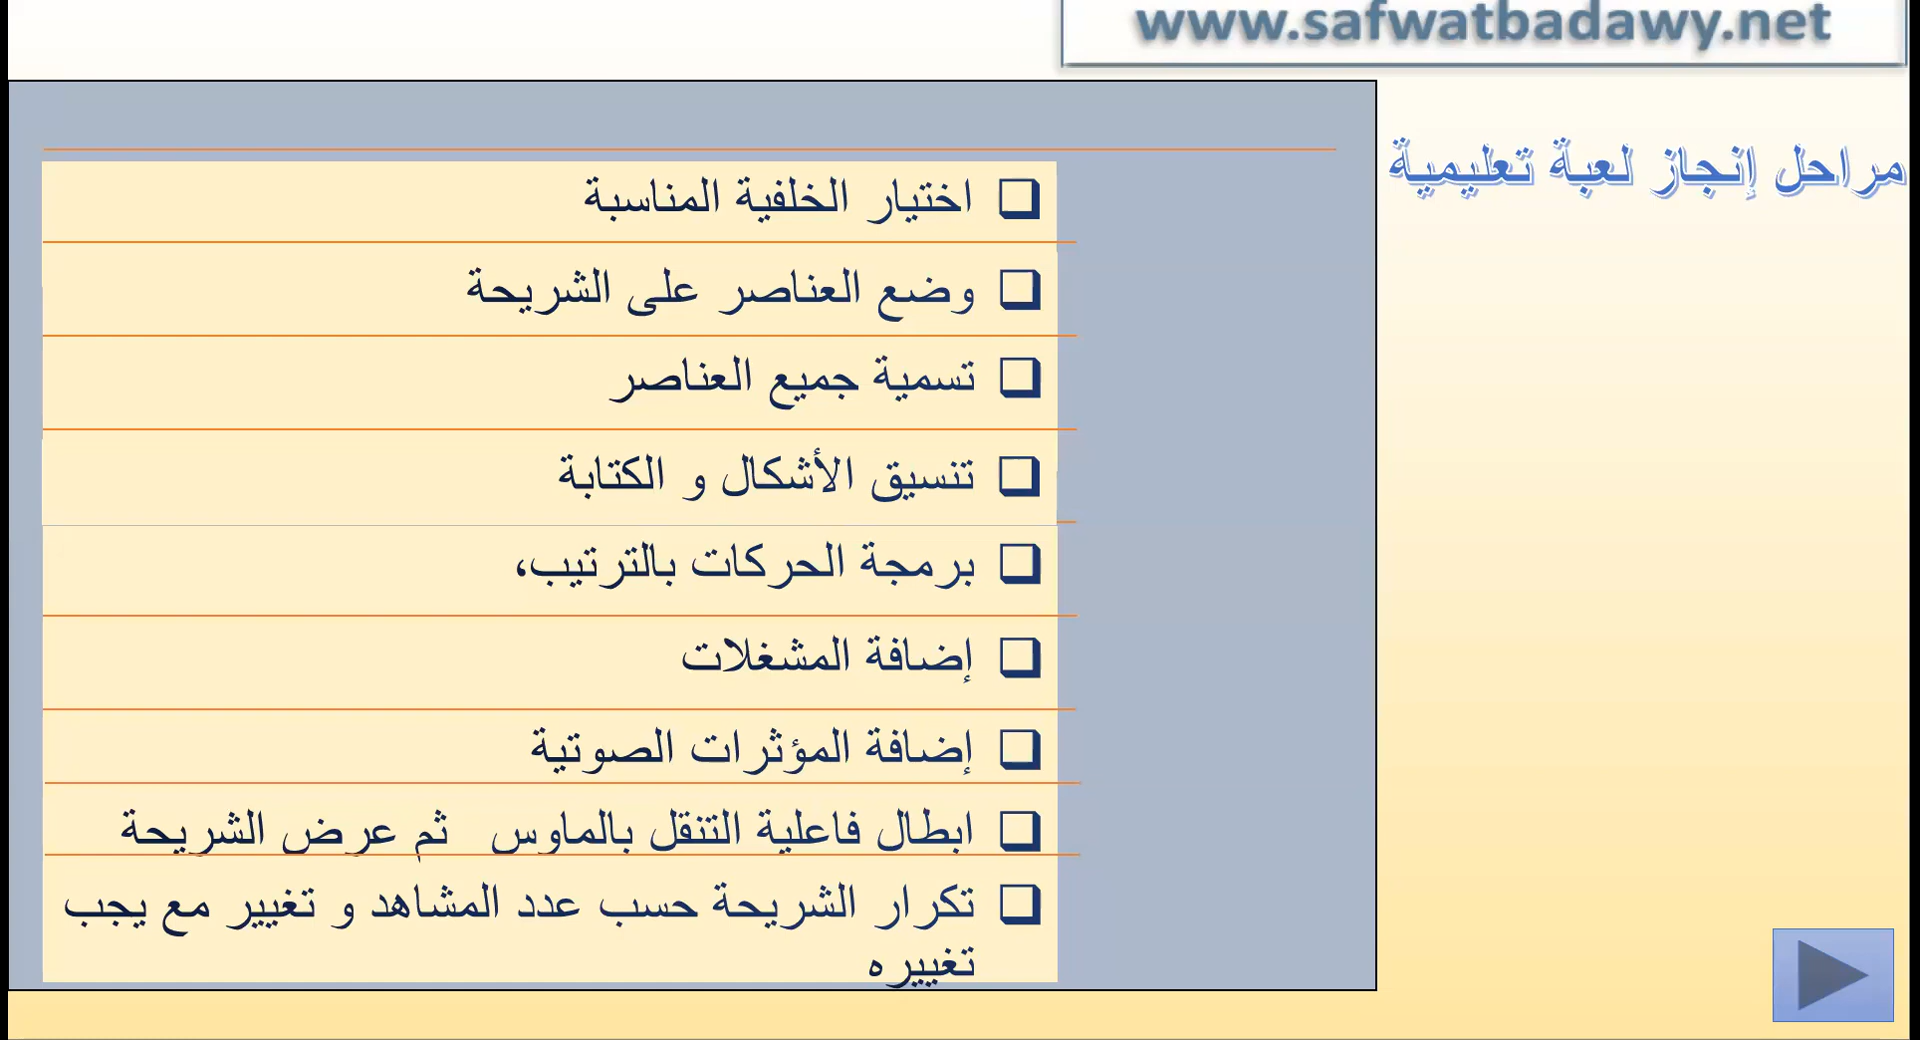 www.safwatbadawy.net
مراحل إنجاز لعبة تعليمية
اختيار الخلفية المناسبة
وضع العناصر على الشريحة
تسمية جميع العناصر
تنسيق الأشكال و الكتابة
برمجة الحركات بالترتيب،
إضافة المشغلات
إضافة المؤثرات الصوتية
ابطال فاعلية التنقل بالماوس ثم عرض الشريحة
تكرار الشريحة حسب عدد المشاهد و تغيير مع يجب
تغييره